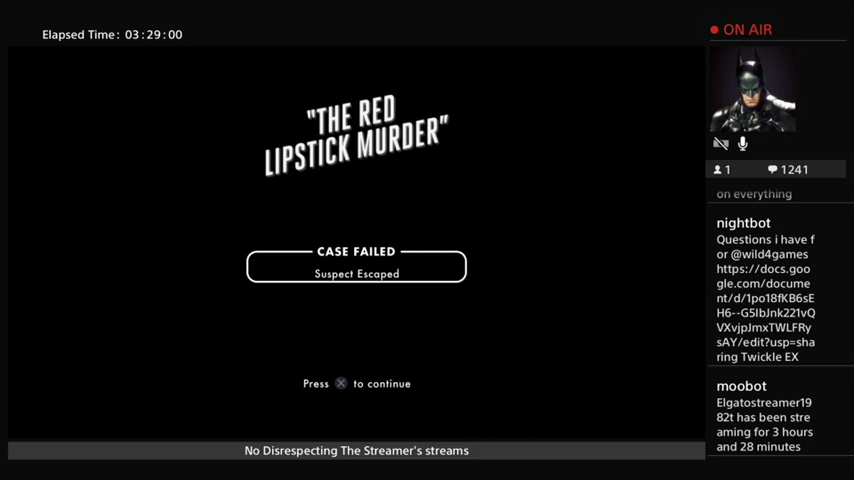 Elapsed Time: 03:29:00
ON AIR
"THE RED
LIPSTICK MURDER"
1 1241
on everything
nightbot
Questions i have f
or @wild4games
https://docs.goo
gle.com/docume
nt/d/1po18fKB6sE
H6--G5IbJnk221vQ
VXvjpJmxTWLFRy
sAY/edit?usp=sha
ring Twickle EX
CASE FAILED
Suspect Escaped
Press X to continue
moobot
Elgatostreamer19
82t has been stre
aming for 3 hours
and 28 minutes
No Disrespecting The Streamer's streams